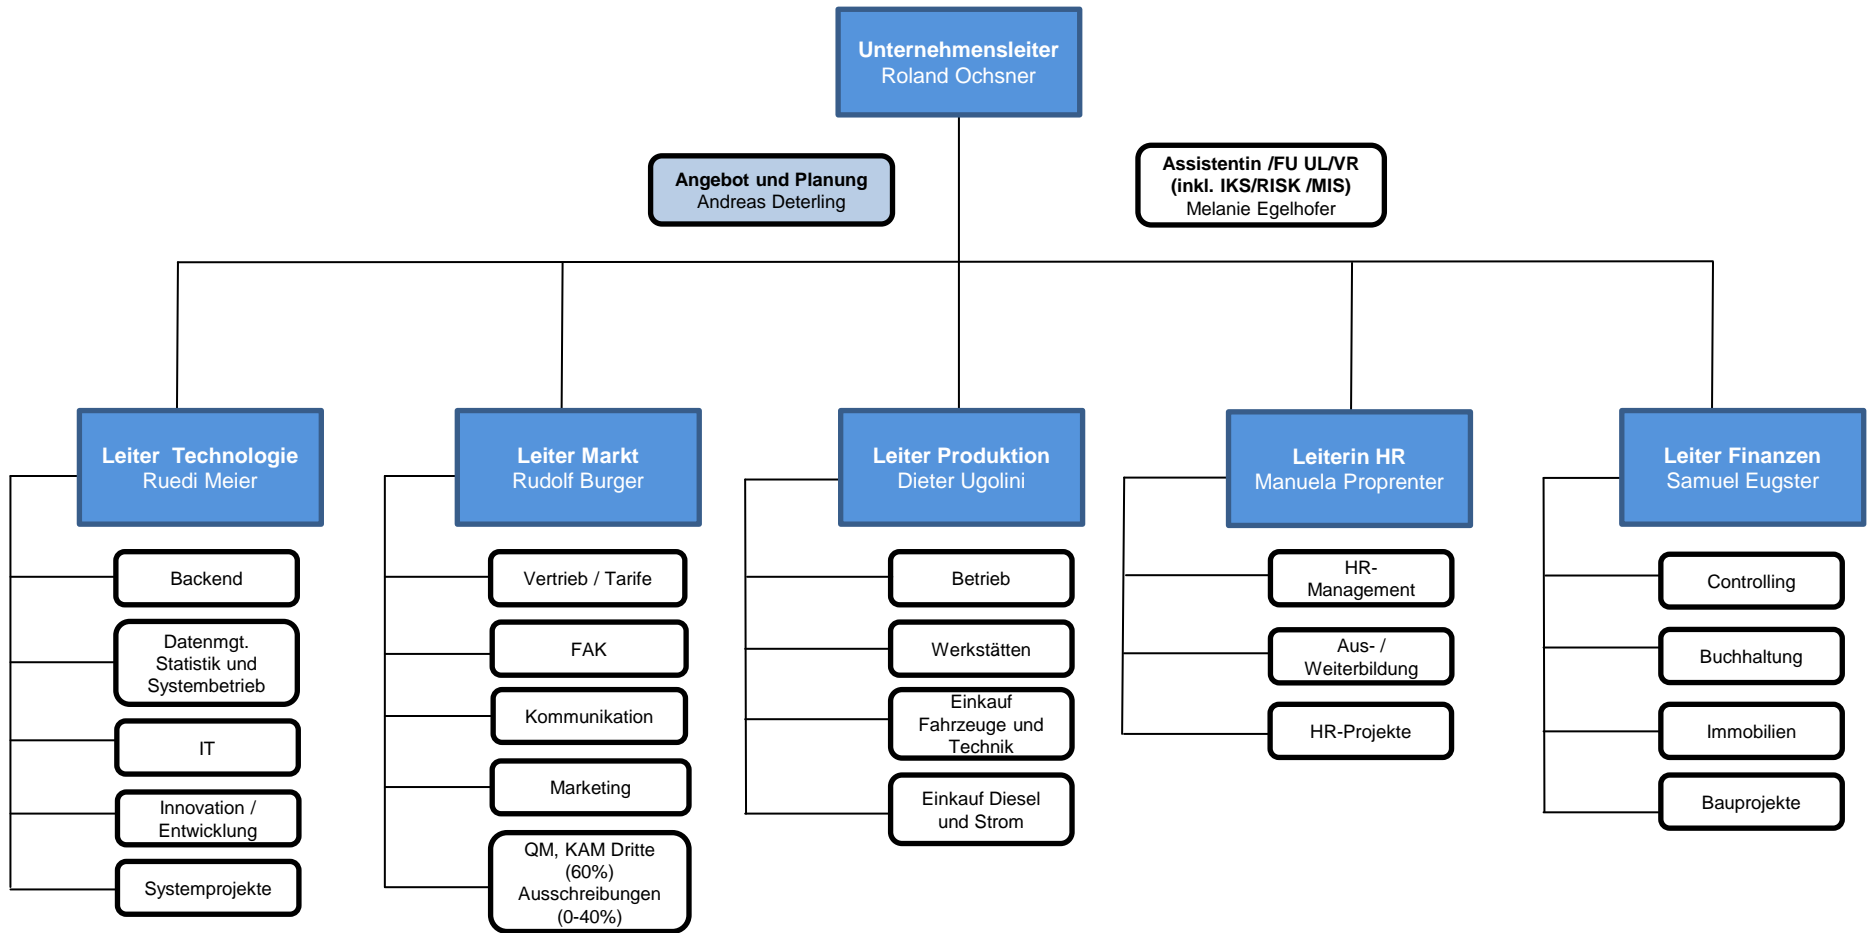 Unternehmensleiter
Roland Ochsner
Angebot und Planung
Andreas Deterling
Assistentin /FU UL/VR
(inkl. IKS/RISK /MIS)
Melanie Egelhofer
Leiter Technologie
Ruedi Meier
Backend
Datenmgt.
Statistik und
Systembetrieb
IT
Innovation /
Entwicklung
Systemprojekte
Leiter Markt
Rudolf Burger
Vertrieb / Tarife
FAK
Kommunikation
Marketing
QM, KAM Dritte
(60%)
Ausschreibungen
(0-40%)
Leiter Produktion
Dieter Ugolini
Betrieb
Werkstätten
Einkauf
Fahrzeuge und
Technik
Einkauf Diesel
und Strom
Leiterin HR
Manuela Proprenter
HR-
Management
Aus- /
Weiterbildung
HR-Projekte
Leiter Finanzen
Samuel Eugster
Controlling
Buchhaltung
Immobilien
Bauprojekte